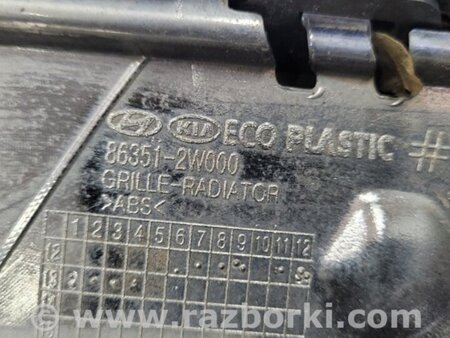 KIA ECO PLASTIC #
86351-2W000
GRILLE-RADIATOR
>ABS<
1 2 3 4 5 6 7 8 9 10 11 12
12
13
www.razborki.com